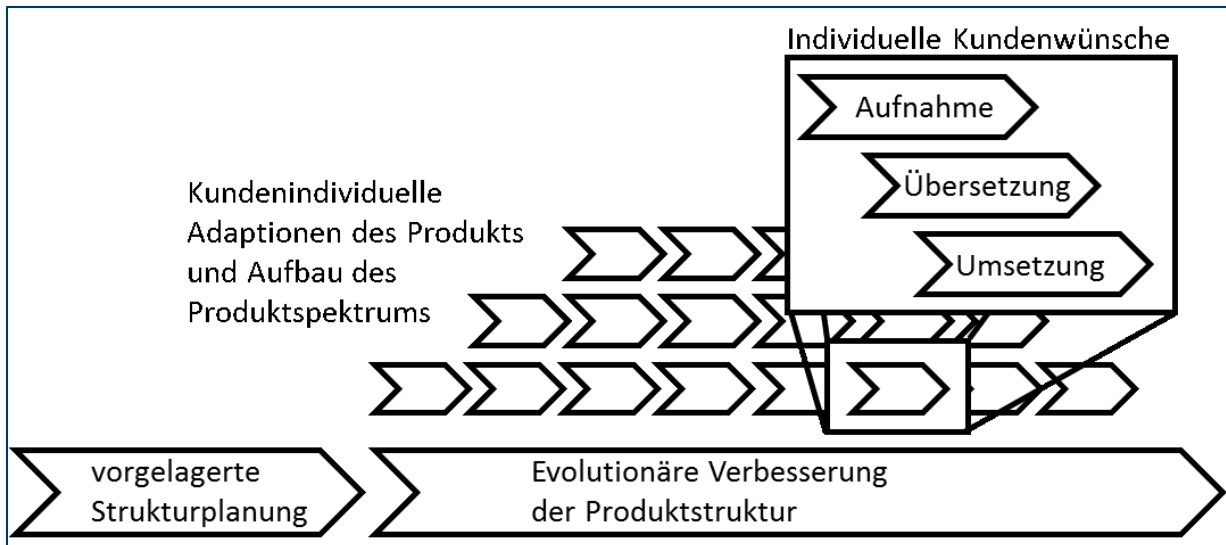 Individuelle Kundenwünsche
Aufnahme
Übersetzung
Umsetzung
Kundenindividuelle
Adaptionen des Produkts
und Aufbau des
Produktspektrums
vorgelagerte
Strukturplanung
Evolutionäre Verbesserung
der Produktstruktur